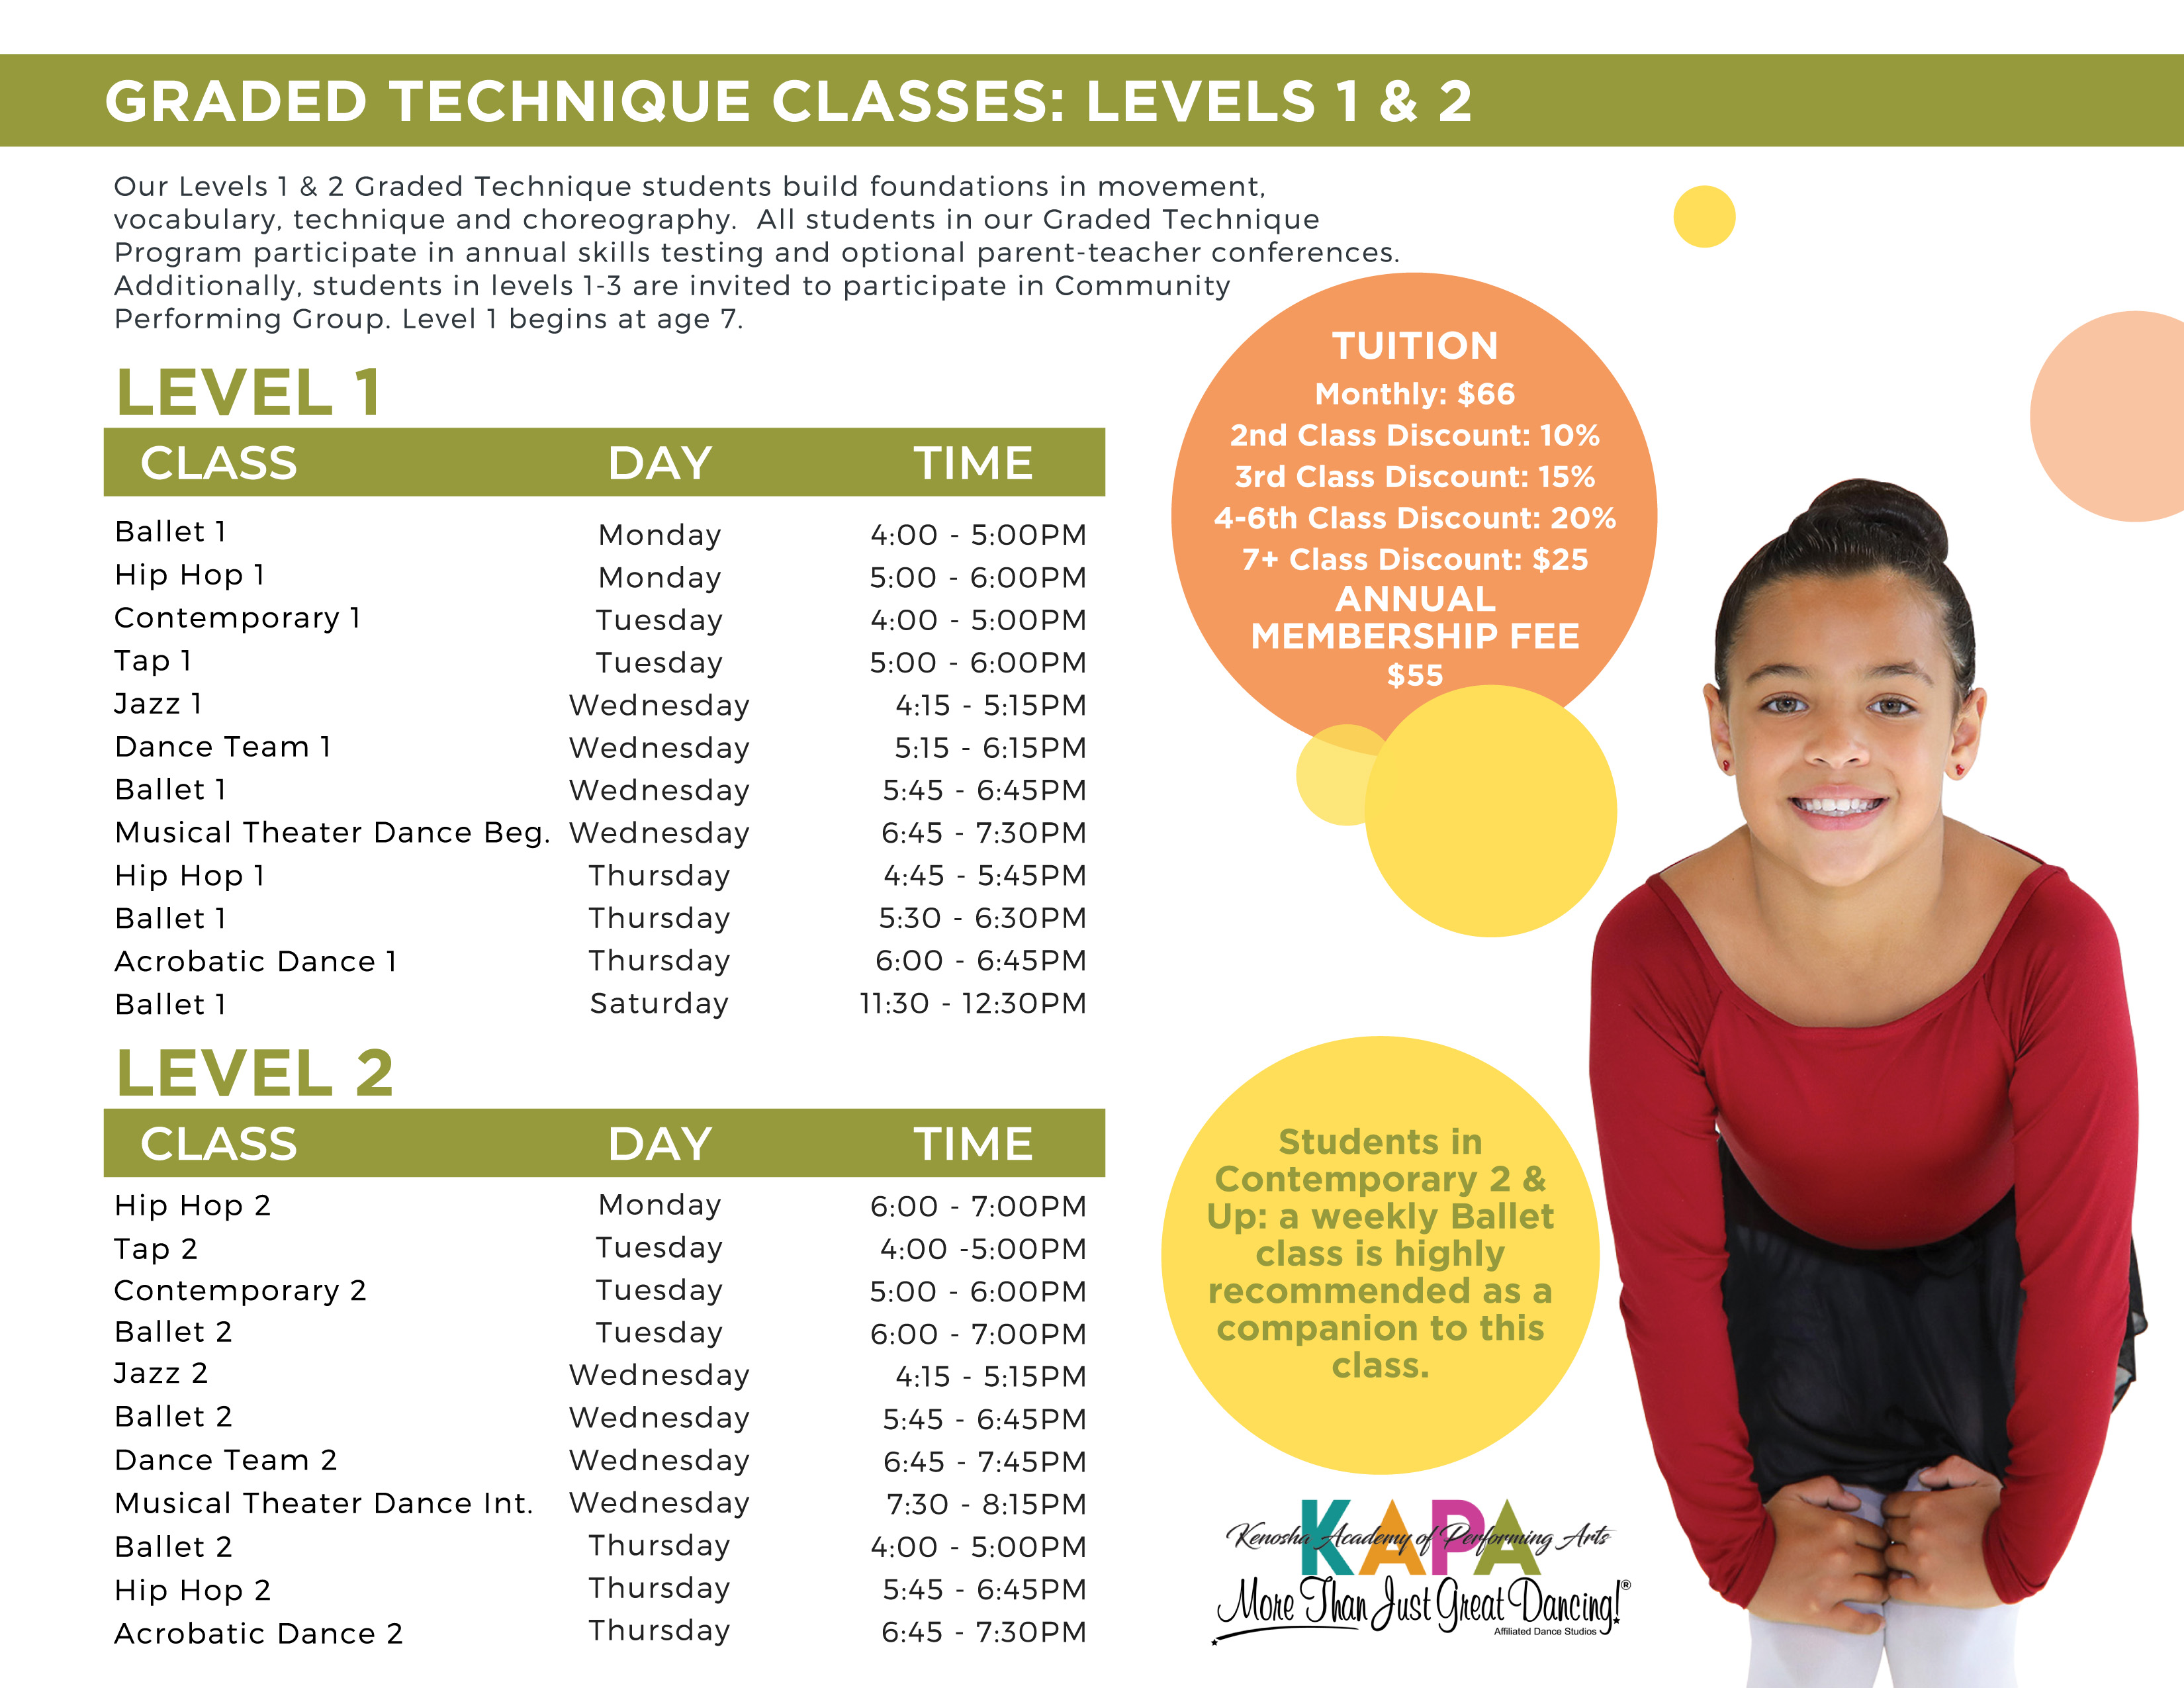 GRADED TECHNIQUE CLASSES: LEVELS 1 & 2
Our Levels 1 & 2 Graded Technique students build foundations in movement,
vocabulary, technique and choreography.  All students in our Graded Technique
Program participate in annual skills testing and optional parent-teacher conferences.
Additionally, students in levels 1-3 are invited to participate in Community
Performing Group. Level 1 begins at age 7.
LEVEL 1
CLASS DAY TIME
Ballet 1 Monday 4:00 - 5:00PM
Hip Hop 1 Monday 5:00 - 6:00PM
Contemporary 1 Tuesday 4:00 - 5:00PM
Tap 1 Tuesday 5:00 - 6:00PM
Jazz 1 Wednesday 4:15 - 5:15PM
Dance Team 1 Wednesday 5:15 - 6:15PM
Ballet 1 Wednesday 5:45 - 6:45PM
Musical Theater Dance Beg. Wednesday 6:45 - 7:30PM
Hip Hop 1 Thursday 4:45 - 5:45PM
Ballet 1 Thursday 5:30 - 6:30PM
Acrobatic Dance 1 Thursday 6:00 - 6:45PM
Ballet 1 Saturday 11:30 - 12:30PM
LEVEL 2
CLASS DAY TIME
Hip Hop 2 Monday 6:00 - 7:00PM
Tap 2 Tuesday 4:00 -5:00PM
Contemporary 2 Tuesday 5:00 - 6:00PM
Ballet 2 Tuesday 6:00 - 7:00PM
Jazz 2 Wednesday 4:15 - 5:15PM
Ballet 2 Wednesday 5:45 - 6:45PM
Dance Team 2 Wednesday 6:45 - 7:45PM
Musical Theater Dance Int. Wednesday 7:30 - 8:15PM
Ballet 2 Thursday 4:00 - 5:00PM
Hip Hop 2 Thursday 5:45 - 6:45PM
Acrobatic Dance 2 Thursday 6:45 - 7:30PM
TUITION
Monthly: $66
2nd Class Discount: 10%
3rd Class Discount: 15%
4-6th Class Discount: 20%
7+ Class Discount: $25
ANNUAL
MEMBERSHIP FEE
$55
Students in
Contemporary 2 &
Up: a weekly Ballet
class is highly
recommended as a
companion to this
class.
KAPA
Kenosha Academy of Performing Arts
More Than Just Great Dancing!®
Affiliated Dance Studios